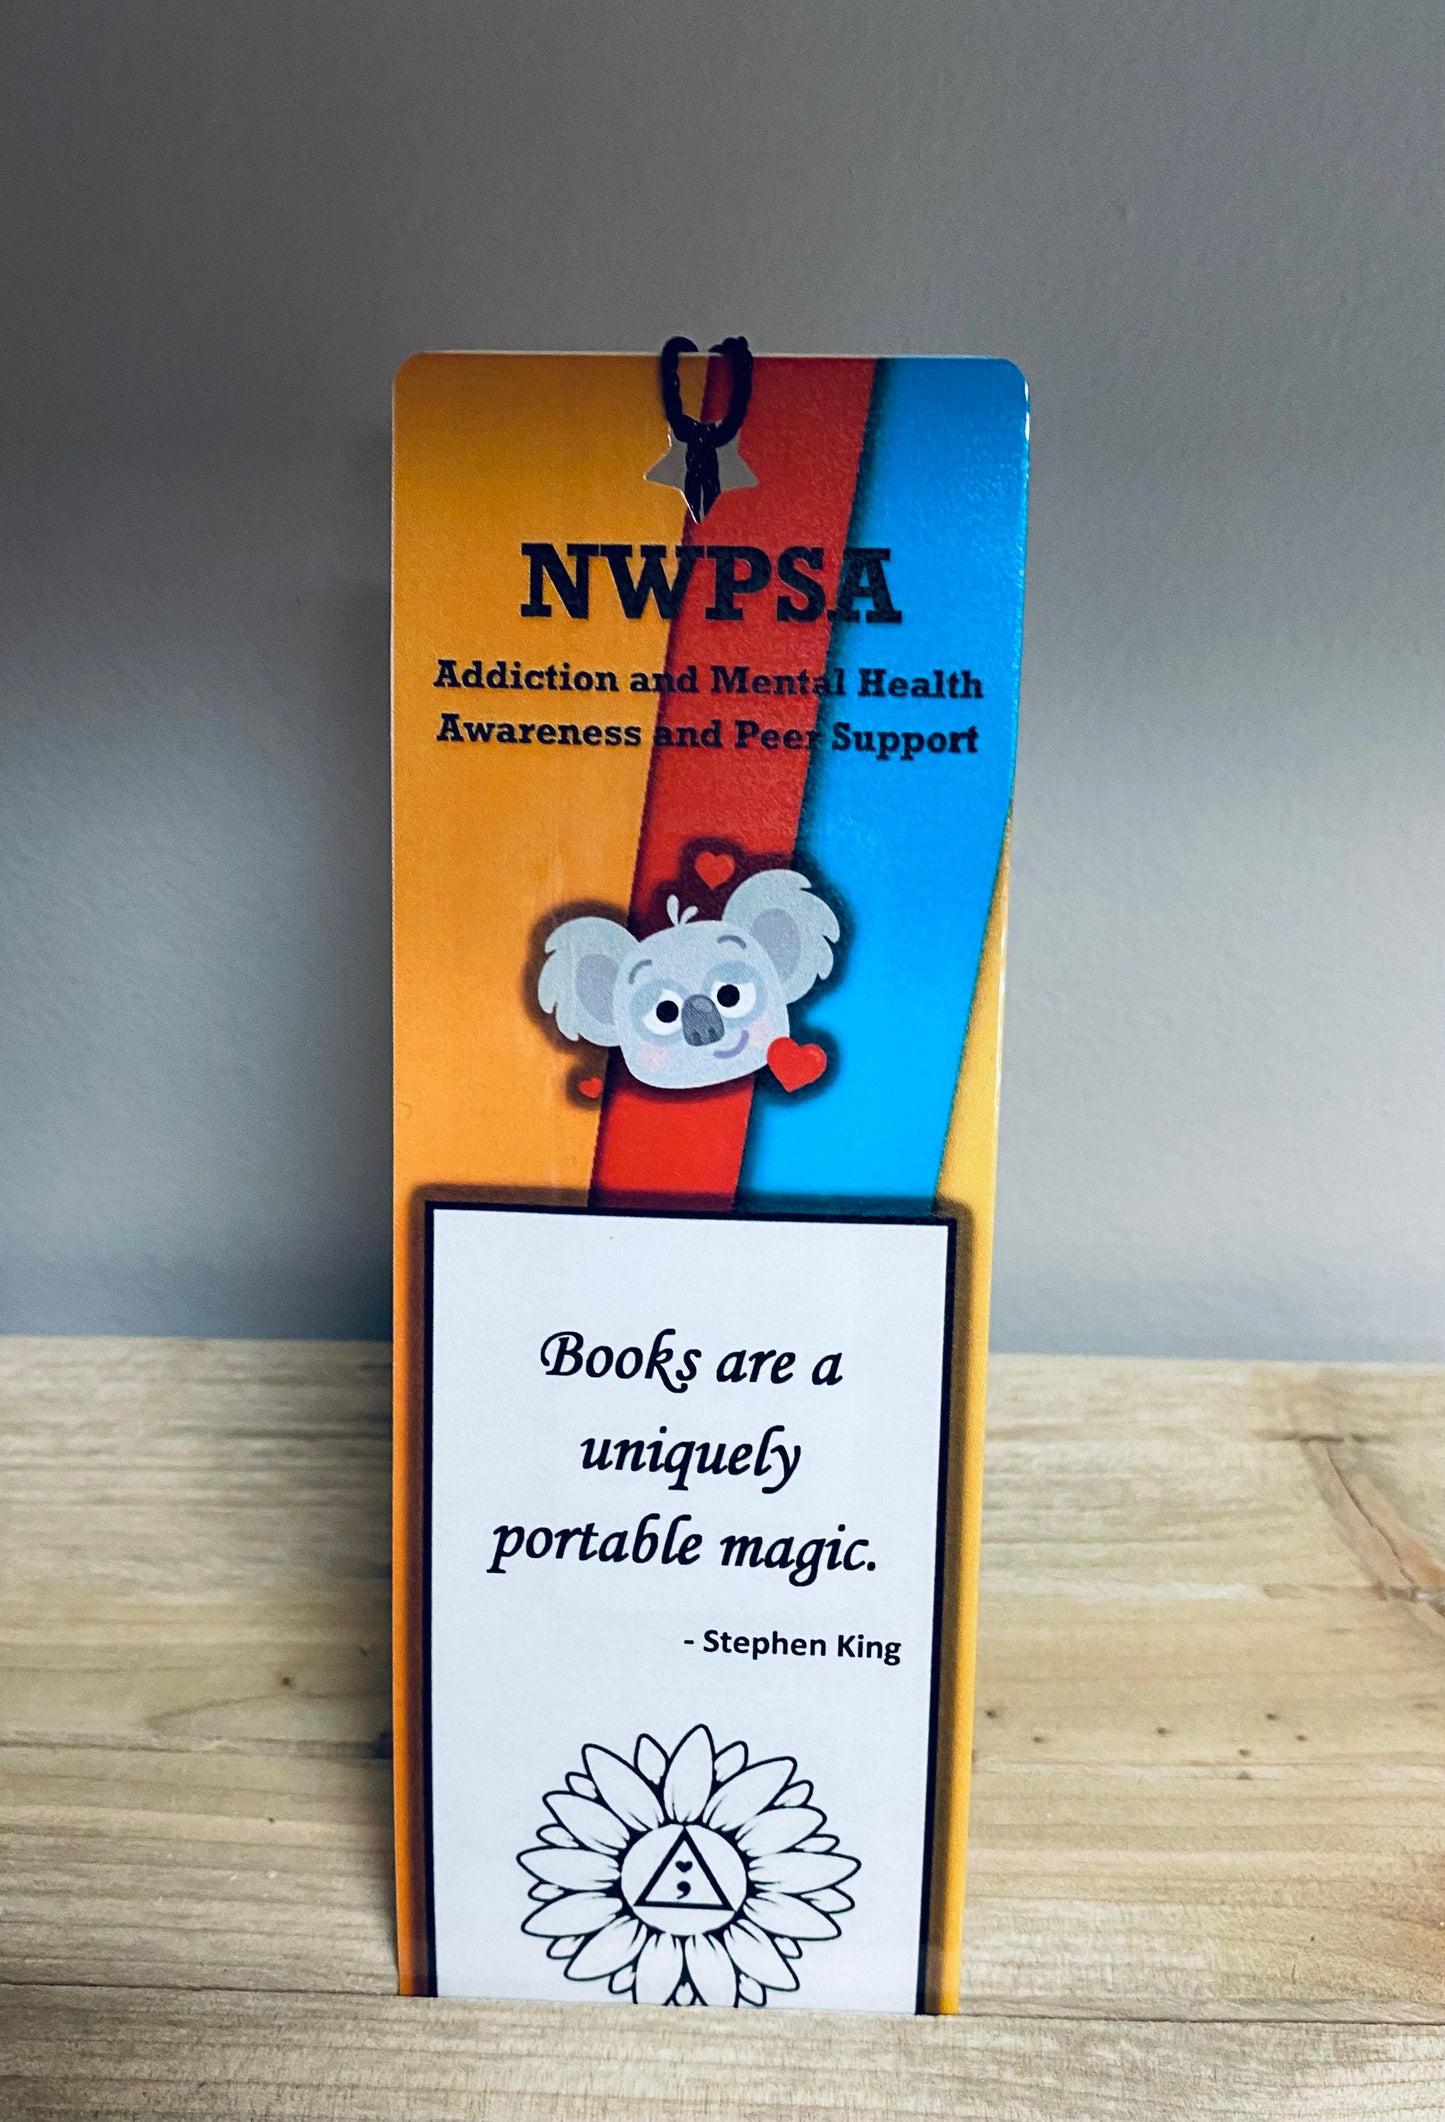 NWPSA
Addiction and Mental Health
Awareness and Peer Support
Books are a
uniquely
portable magic.
- Stephen King
;